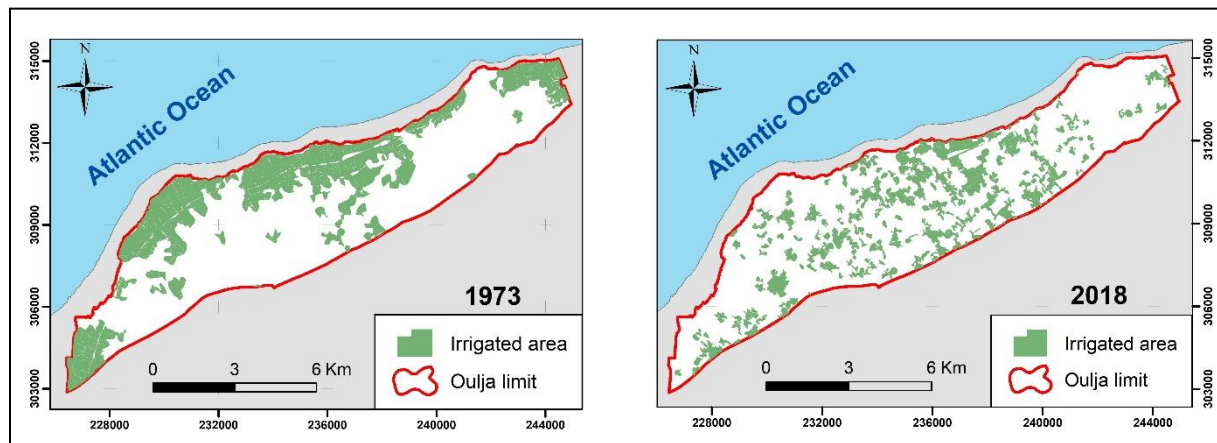 N
Atlantic Ocean
315000
312000
309000
306000
303000
1973
Irrigated area
Oulja limit
0 3 6 Km
228000 232000 236000 240000 244000
N
Atlantic Ocean
315000
312000
309000
306000
303000
2018
Irrigated area
Oulja limit
0 3 6 Km
228000 232000 236000 240000 244000